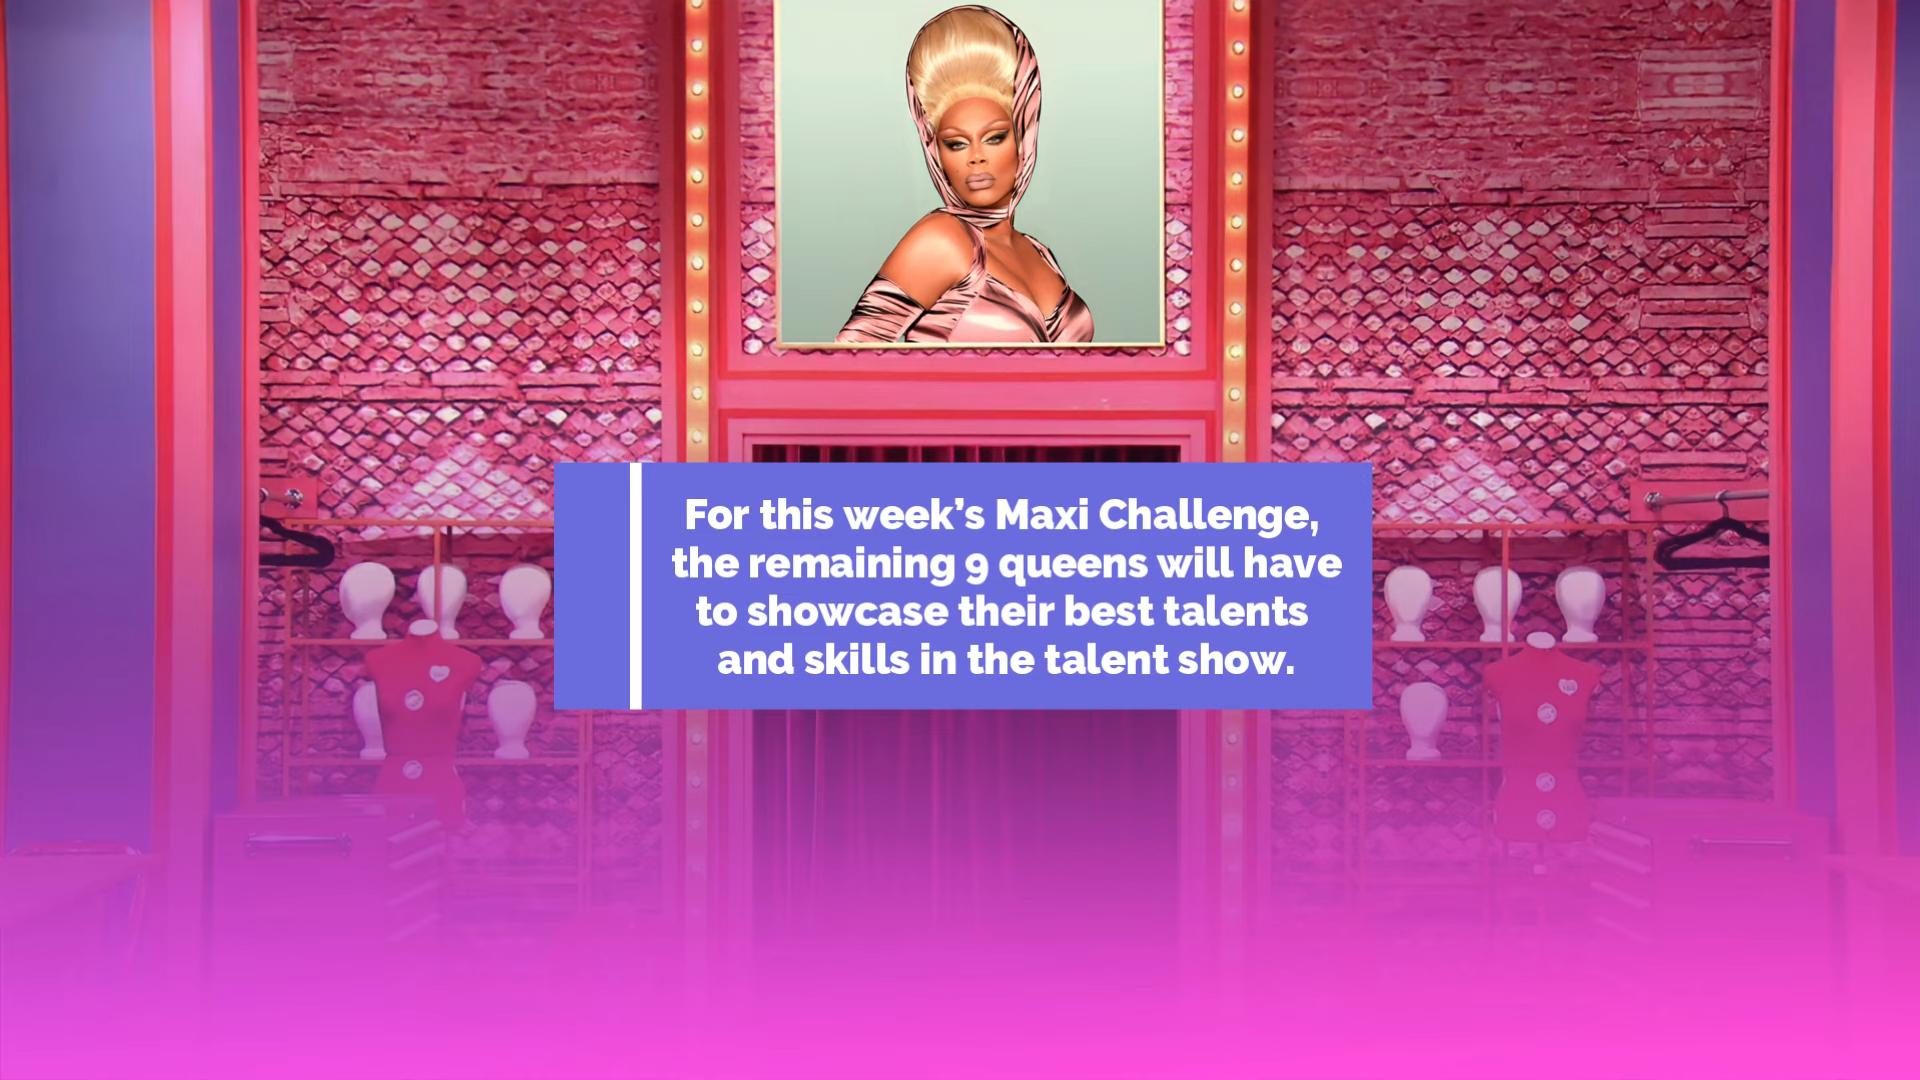 For this week’s Maxi Challenge,
the remaining 9 queens will have
to showcase their best talents
and skills in the talent show.